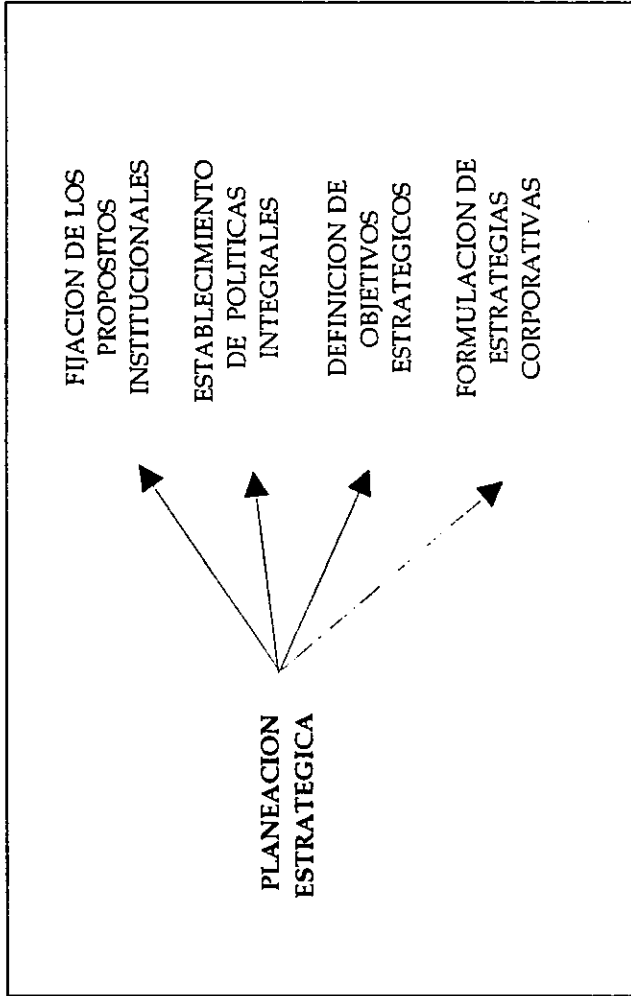 PLANEACION
ESTRATEGICA
FIJACION DE LOS
PROPOSITOS
INSTITUCIONALES
ESTABLECIMIENTO
DE POLITICAS
INTEGRALES
DEFINICION DE
OBJETIVOS
ESTRATEGICOS
FORMULACION DE
ESTRATEGIAS
CORPORATIVAS